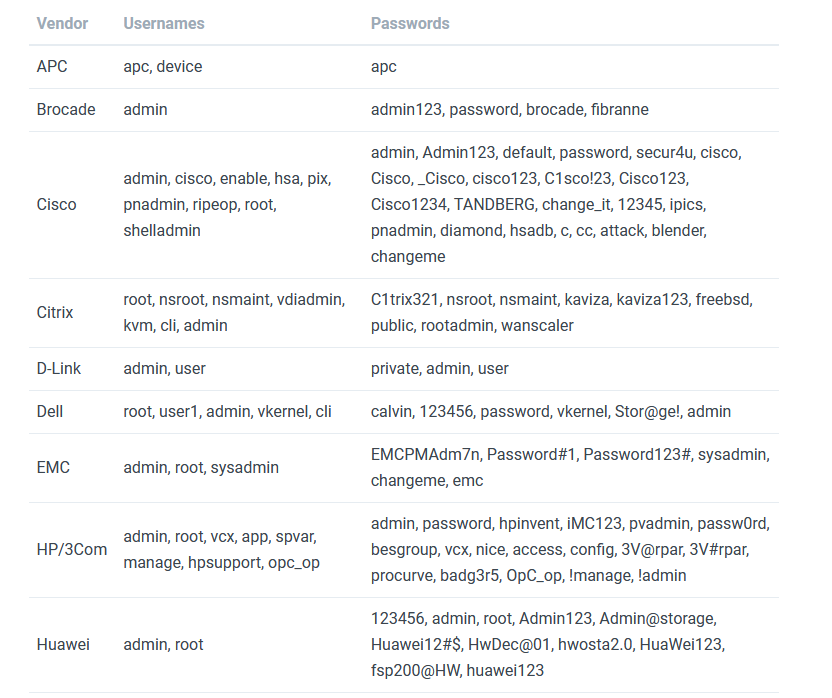 Vendor Usernames Passwords
APC apc, device apc
Brocade admin admin123, password, brocade, fibranne
Cisco
admin, cisco, enable, hsa, pix,
pnadmin, ripeop, root,
shelladmin
admin, Admin123, default, password, secur4u, cisco,
Cisco, _Cisco, cisco123, C1sco!23, Cisco123,
Cisco1234, TANDBERG, change_it, 12345, ipics,
pnadmin, diamond, hsadb, c, cc, attack, blender,
changeme
Citrix
root, nsroot, nsmaint, vdiadmin,
kvm, cli, admin
C1trix321, nsroot, nsmaint, kaviza, kaviza123, freebsd,
public, rootadmin, wanscaler
D-Link admin, user private, admin, user
Dell root, user1, admin, vkernel, cli calvin, 123456, password, vkernel, Stor@ge!, admin
EMC
admin, root, sysadmin
EMCPMAdm7n, Password#1, Password123#, sysadmin,
changeme, emc
HP/3Com
admin, root, vcx, app, spvar,
manage, hpsupport, opc_op
admin, password, hpinvent, iMC123, pvadmin, passw0rd,
besgroup, vcx, nice, access, config, 3V@rpar, 3V#rpar,
procurve, badg3r5, OpC_op, !manage, !admin
Huawei
admin, root
123456, admin, root, Admin123, Admin@storage,
Huawei12#$, HwDec@01, hwosta2.0, HuaWei123,
fsp200@HW, huawei123